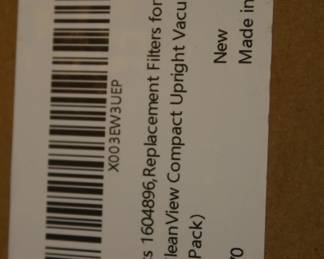 X003EW3UEP
s 1604896,Replacement Filters for
leanView Compact Upright Vacu
Pack)
New
Made in